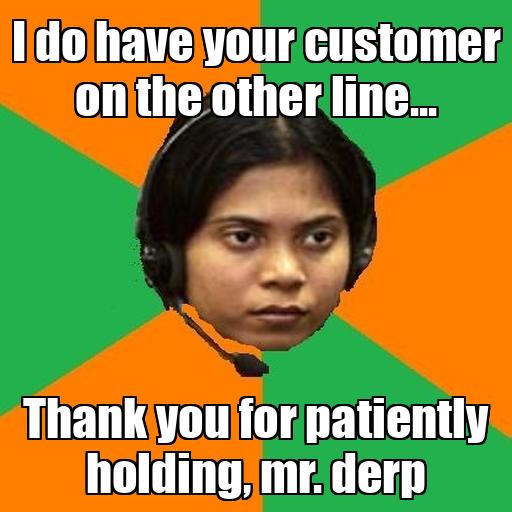 I do have your customer
on the other line...
Thank you for patiently
holding, mr. derp